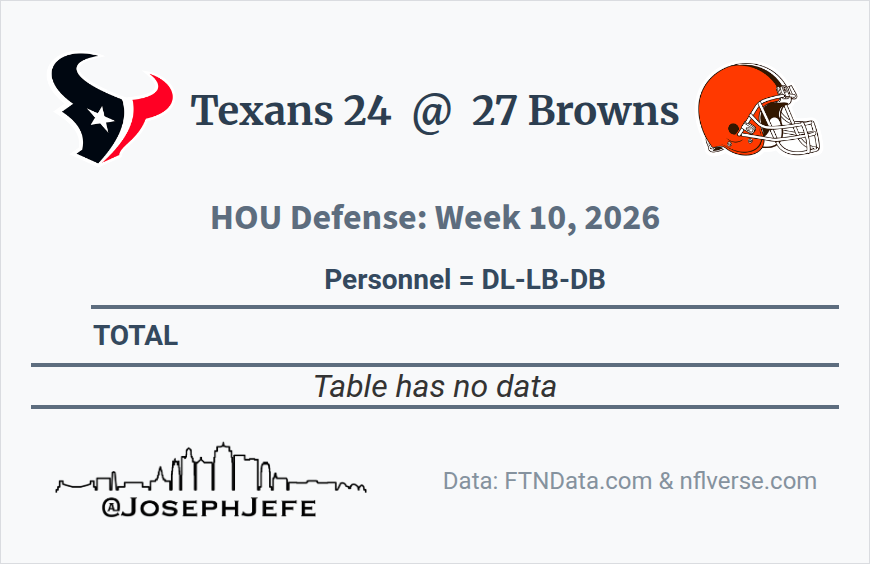 Texans 24 @ 27 Browns
HOU Defense: Week 10, 2026
Personnel = DL-LB-DB
TOTAL
Table has no data
@JOSEPHJEFE
Data: FTNData.com & nflverse.com